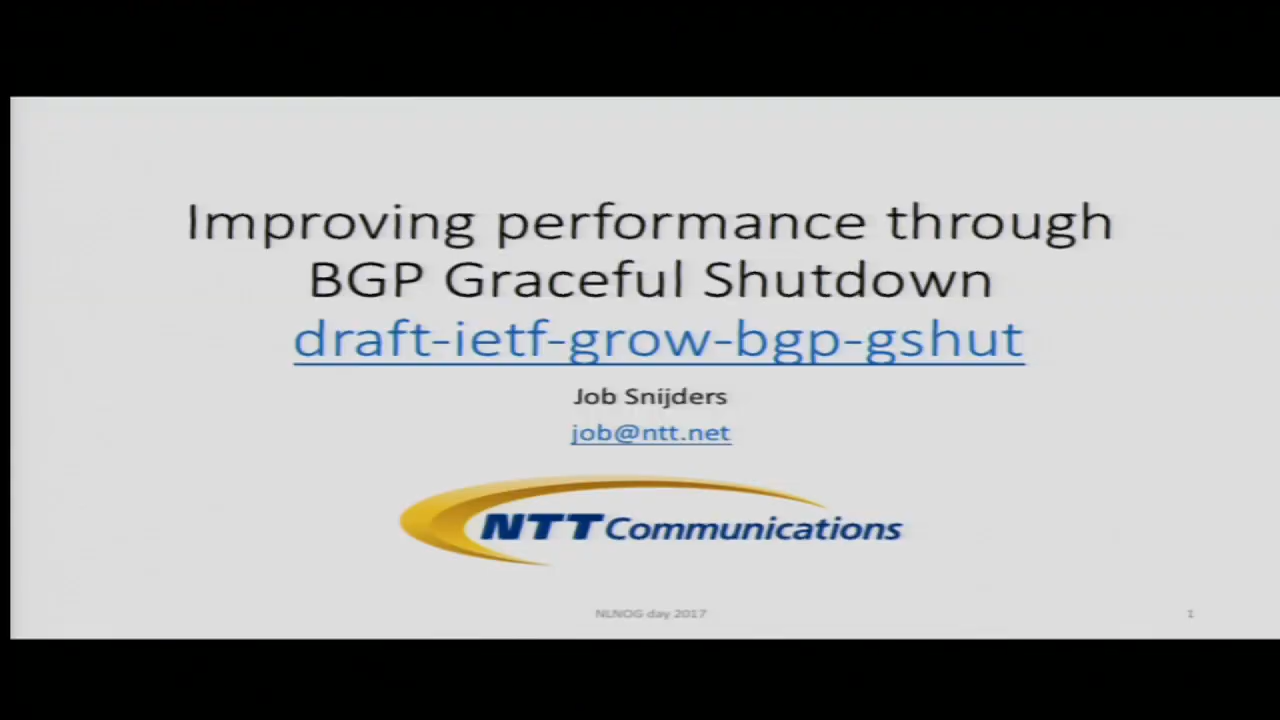 Improving performance through
BGP Graceful Shutdown
draft-ietf-grow-bgp-gshut
Job Snijders
job@ntt.net
NTT Communications
NLNOG day 2017
1